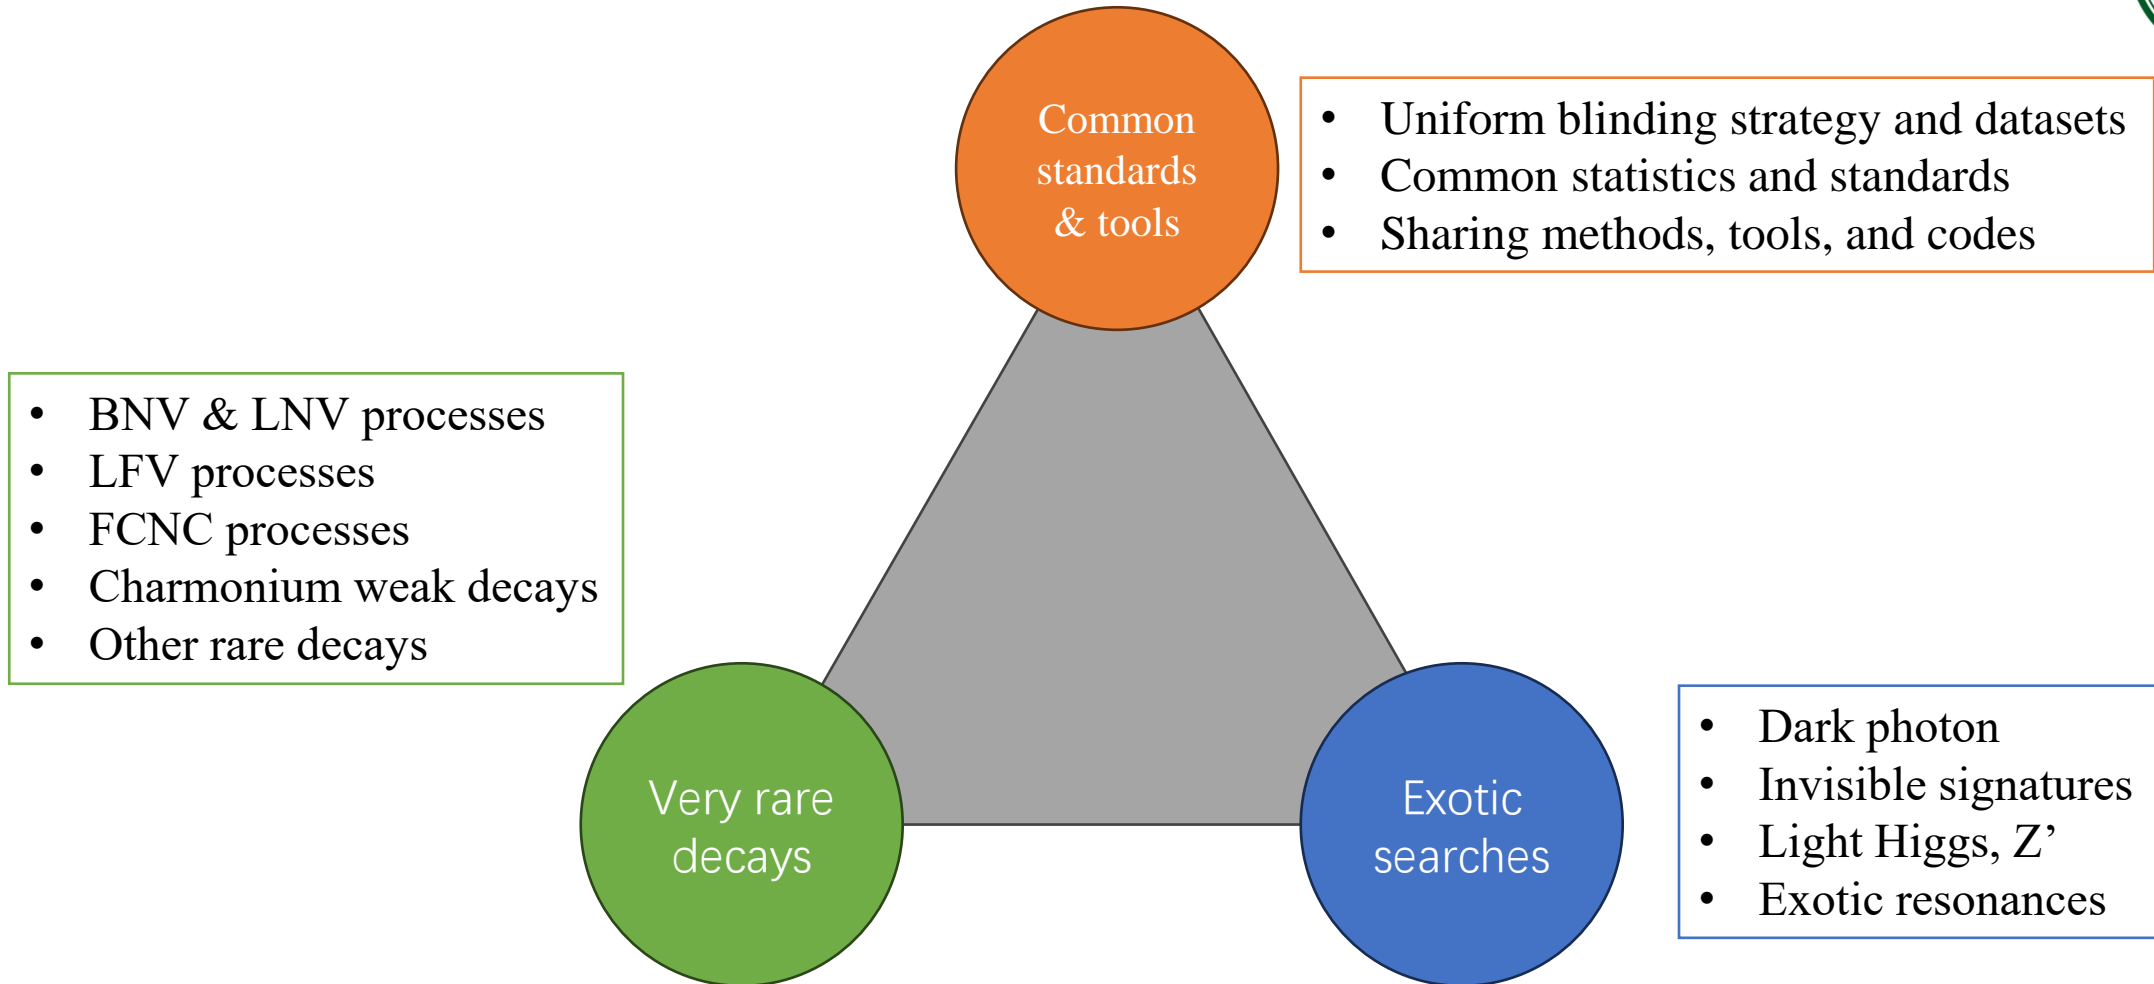 Common
standards
& tools
• Uniform blinding strategy and datasets
• Common statistics and standards
• Sharing methods, tools, and codes
• BNV & LNV processes
• LFV processes
• FCNC processes
• Charmonium weak decays
• Other rare decays
Very rare
decays
Exotic
searches
• Dark photon
• Invisible signatures
• Light Higgs, Z’
• Exotic resonances